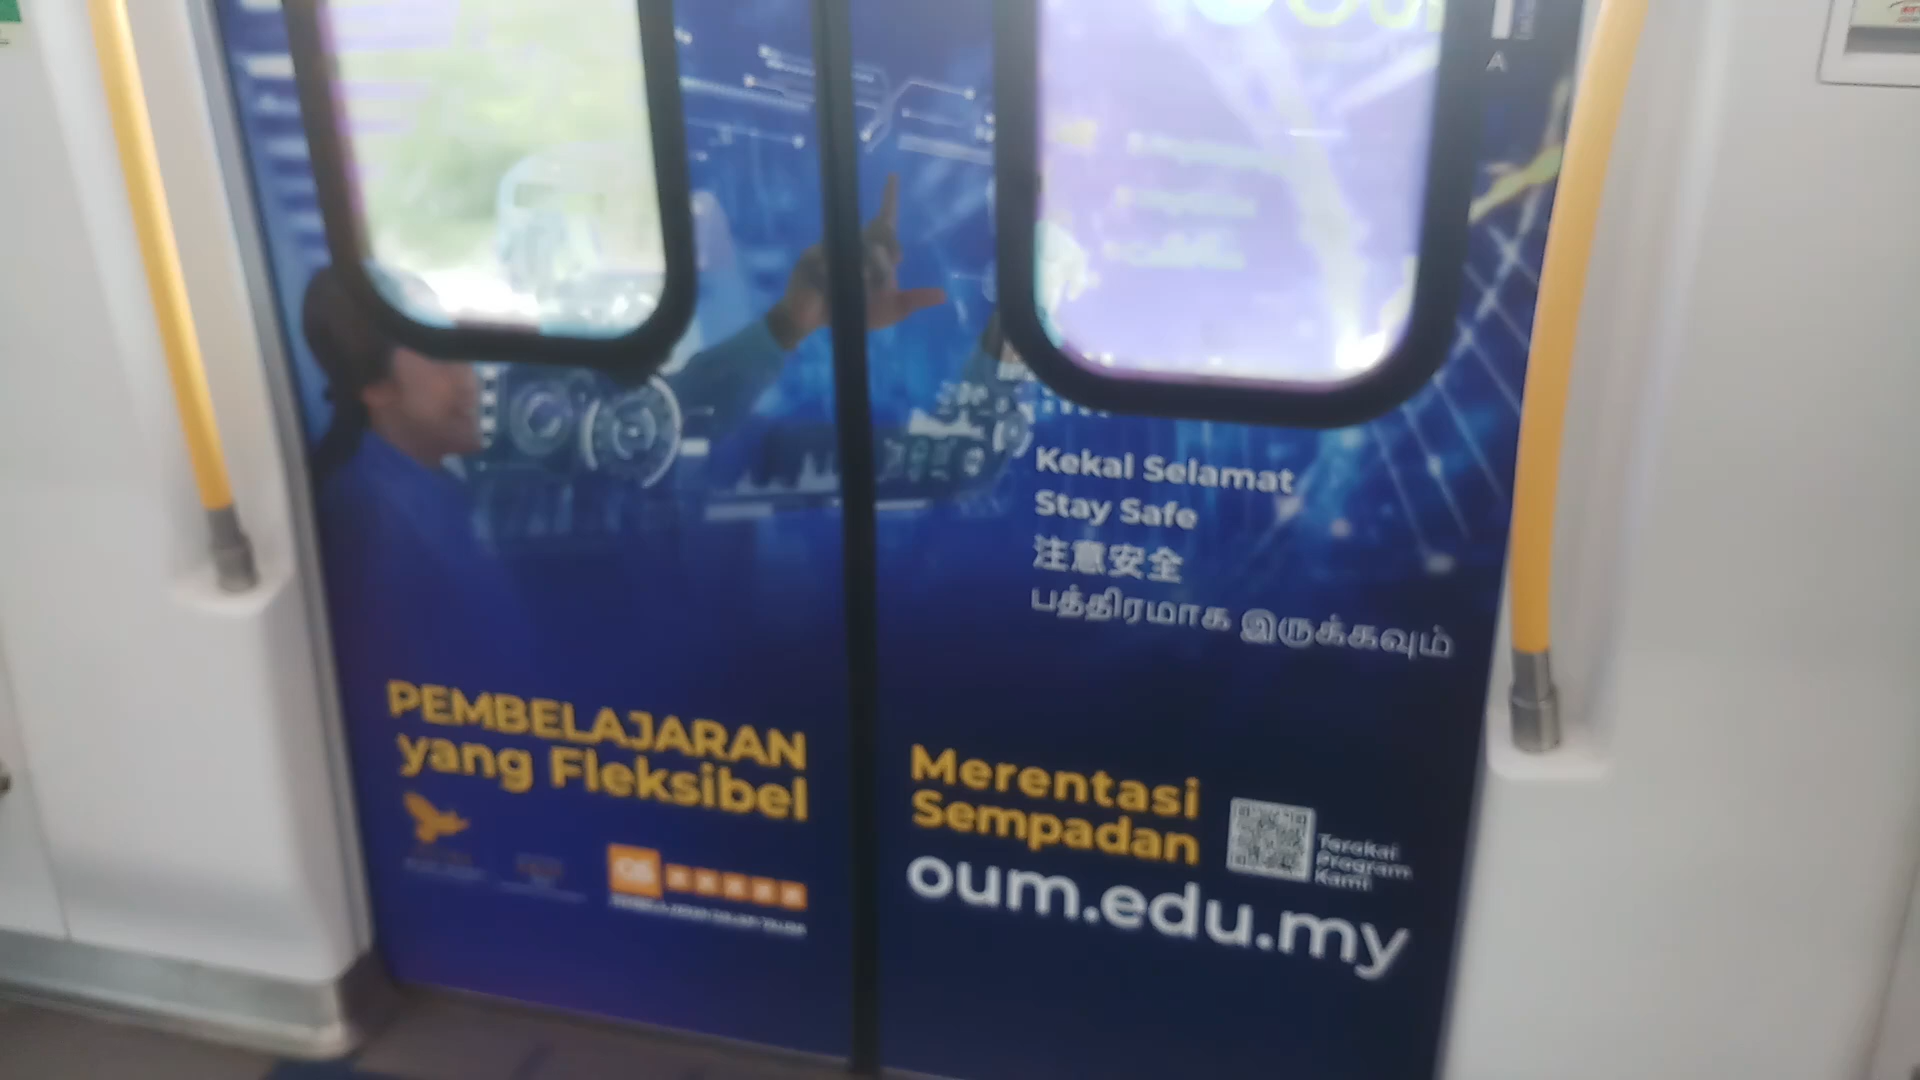 Kekal Selamat
Stay Safe
注意安全
பத்திரமாக இருக்கவும்
PEMBELAJARAN
yang Fleksibel
Merentasi
Sempadan
Terokai
Program
Kami
oum.edu.my
QS
A